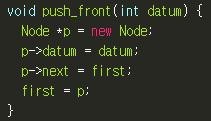 void push_front(int datum) {
  Node *p = new Node;
  p->datum = datum;
  p->next = first;
  first = p;
}